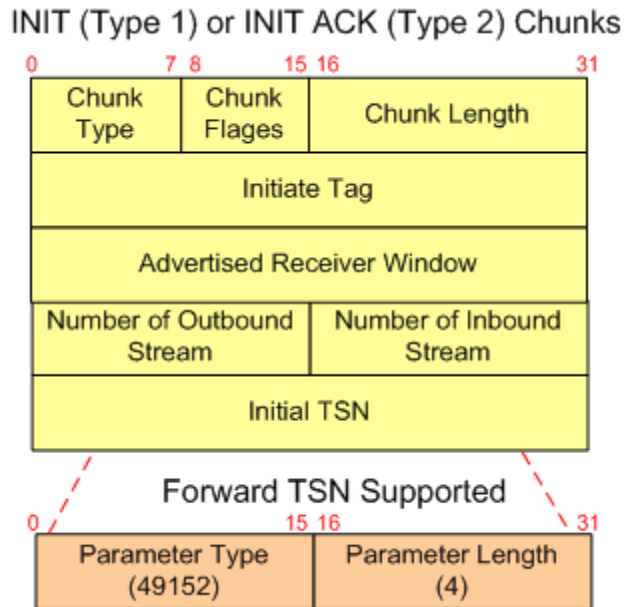 INIT (Type 1) or INIT ACK (Type 2) Chunks
0 7 8 15 16 31
Chunk Type
Chunk Flages
Chunk Length
Initiate Tag
Advertised Receiver Window
Number of Outbound Stream
Number of Inbound Stream
Initial TSN
Forward TSN Supported
0 15 16 31
Parameter Type (49152)
Parameter Length (4)